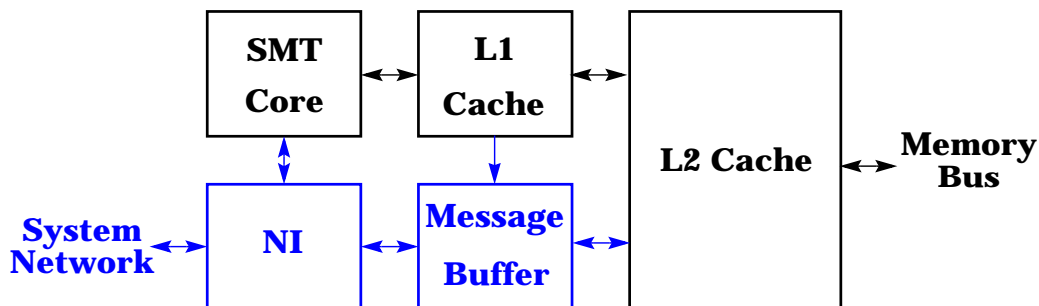 SMT
Core
L1
Cache
L2 Cache
Memory
Bus
System
Network
NI
Message
Buffer